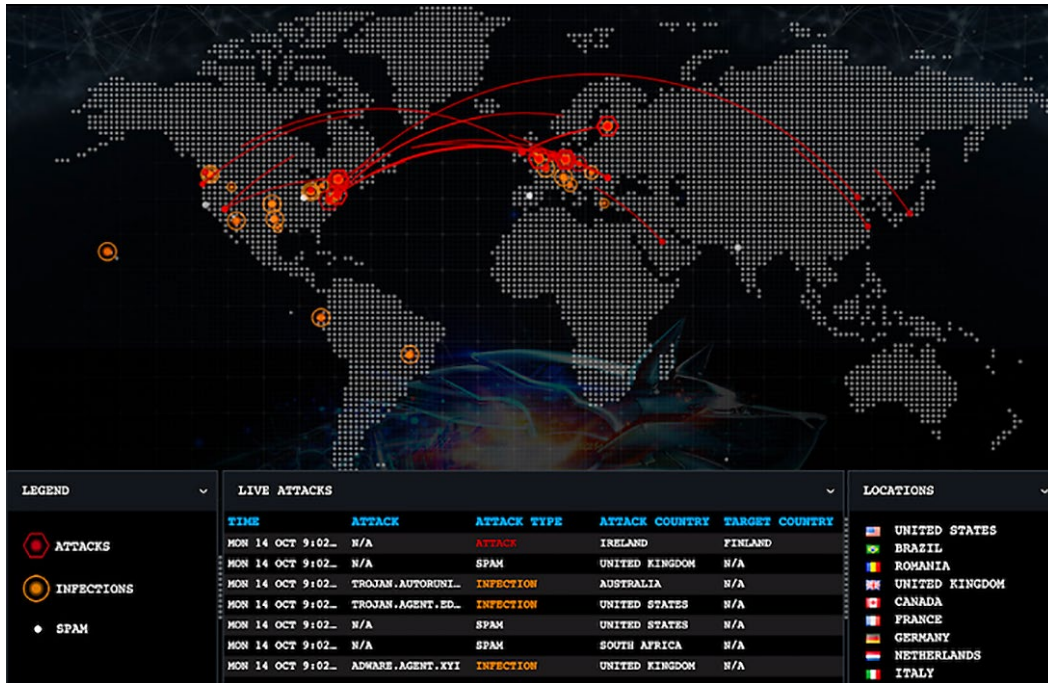 LEGEND
ATTACKS
INFECTIONS
SPAM
LIVE ATTACKS
TIME ATTACK ATTACK TYPE ATTACK COUNTRY TARGET COUNTRY
MON 14 OCT 9:02… N/A ATTACK IRELAND FINLAND
MON 14 OCT 9:02… N/A SPAM UNITED KINGDOM N/A
MON 14 OCT 9:02… TROJAN.AUTORUNI… INFECTION AUSTRALIA N/A
MON 14 OCT 9:02… TROJAN.AGENT.ED… INFECTION UNITED STATES N/A
MON 14 OCT 9:02… N/A SPAM UNITED STATES N/A
MON 14 OCT 9:02… N/A SPAM SOUTH AFRICA N/A
MON 14 OCT 9:02… ADWARE.AGENT.XYI INFECTION UNITED KINGDOM N/A
LOCATIONS
UNITED STATES
BRAZIL
ROMANIA
UNITED KINGDOM
CANADA
FRANCE
GERMANY
NETHERLANDS
ITALY